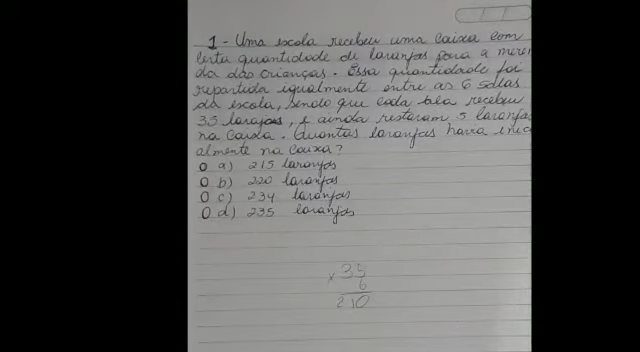 1 - Uma escola recebeu uma caixa com
certa quantidade de laranjas para a meren
da das crianças. Essa quantidade foi
repartida igualmente entre as 6 salas
da escola, sendo que cada sala recebeu
35 laranjas, e ainda restaram 5 laranjas
na caixa. Quantas laranjas havia inici
almente na caixa?
O a) 215 laranjas
O b) 220 laranjas
O c) 234 laranjas
O d) 235 laranjas
35
× 6
210